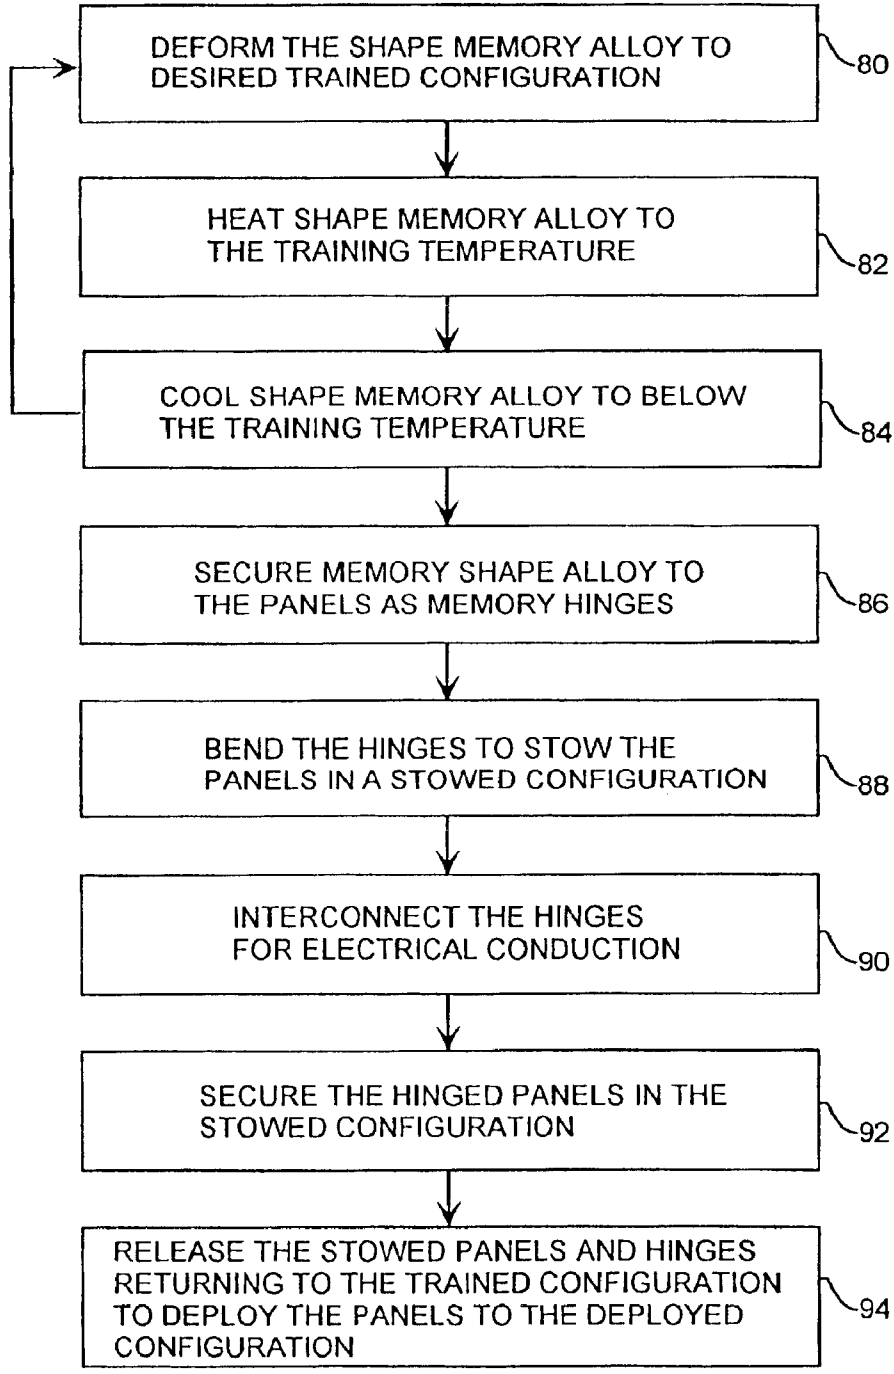 DEFORM THE SHAPE MEMORY ALLOY TO
DESIRED TRAINED CONFIGURATION
80
HEAT SHAPE MEMORY ALLOY TO
THE TRAINING TEMPERATURE
82
COOL SHAPE MEMORY ALLOY TO BELOW
THE TRAINING TEMPERATURE
84
SECURE MEMORY SHAPE ALLOY TO
THE PANELS AS MEMORY HINGES
86
BEND THE HINGES TO STOW THE
PANELS IN A STOWED CONFIGURATION
88
INTERCONNECT THE HINGES
FOR ELECTRICAL CONDUCTION
90
SECURE THE HINGED PANELS IN THE
STOWED CONFIGURATION
92
RELEASE THE STOWED PANELS AND HINGES
RETURNING TO THE TRAINED CONFIGURATION
TO DEPLOY THE PANELS TO THE DEPLOYED
CONFIGURATION
94